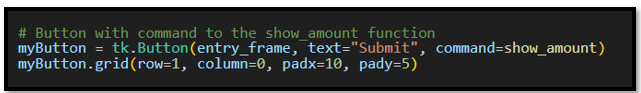 # Button with command to the show_amount function
myButton = tk.Button(entry_frame, text="Submit", command=show_amount)
myButton.grid(row=1, column=0, padx=10, pady=5)